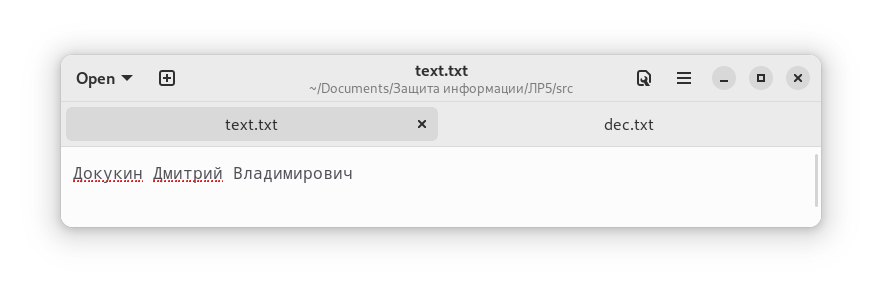 Open
text.txt
~/Documents/Защита информации/ЛР5/src
text.txt
dec.txt
Докукин Дмитрий Владимирович